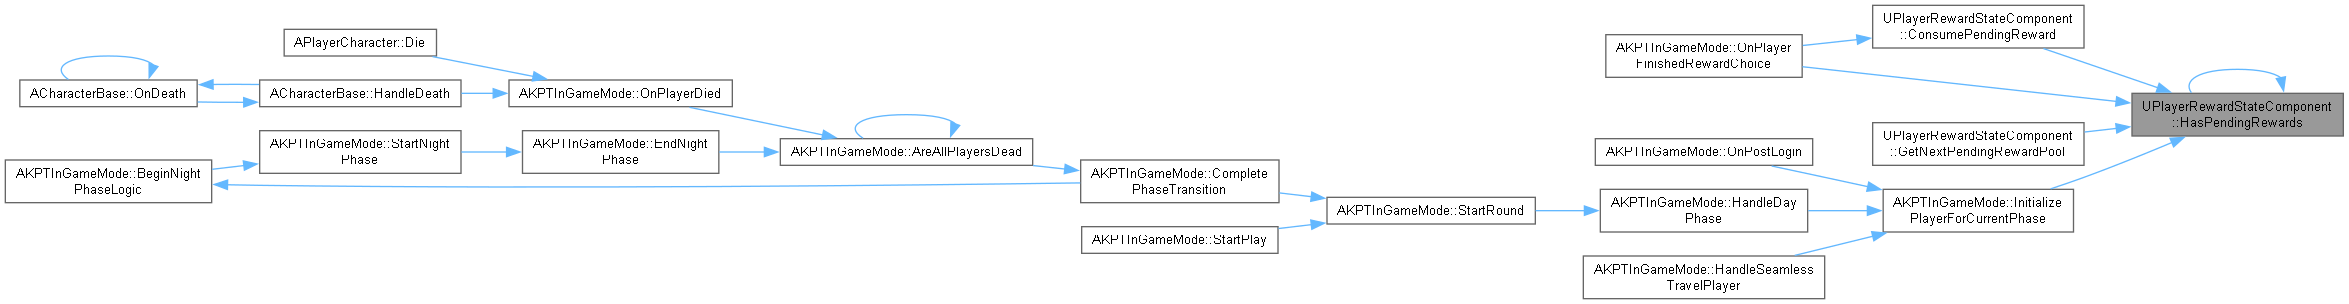 APlayerCharacter::Die
ACharacterBase::OnDeath
ACharacterBase::HandleDeath
AKPTInGameMode::OnPlayerDied
AKPTInGameMode::StartNight
Phase
AKPTInGameMode::EndNight
Phase
AKPTInGameMode::AreAllPlayersDead
AKPTInGameMode::BeginNight
PhaseLogic
AKPTInGameMode::Complete
PhaseTransition
AKPTInGameMode::StartPlay
AKPTInGameMode::StartRound
AKPTInGameMode::OnPlayer
FinishedRewardChoice
AKPTInGameMode::OnPostLogin
AKPTInGameMode::HandleDay
Phase
AKPTInGameMode::HandleSeamless
TravelPlayer
UPlayerRewardStateComponent
::ConsumePendingReward
UPlayerRewardStateComponent
::GetNextPendingRewardPool
AKPTInGameMode::Initialize
PlayerForCurrentPhase
UPlayerRewardStateComponent
::HasPendingRewards